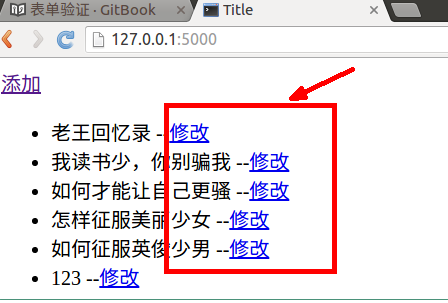 表单验证 · GitBook
Title
127.0.0.1:5000
添加
老王回忆录 --修改
我读书少，你别骗我 --修改
如何才能让自己更骚 --修改
怎样征服美丽少女 --修改
如何征服英俊少男 --修改
123 --修改